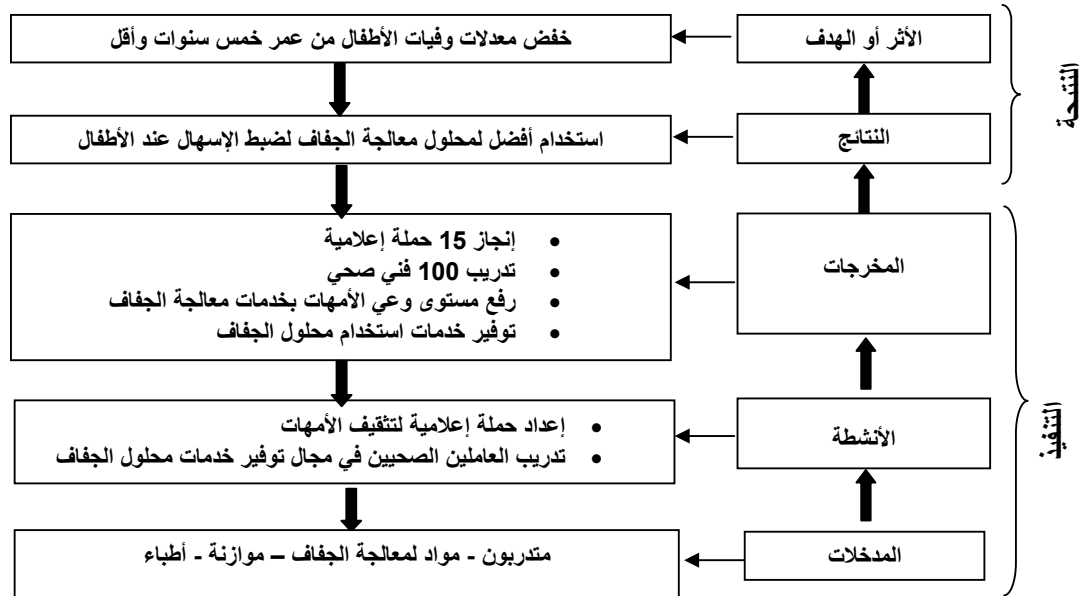 الأثر أو الهدف
خفض معدلات وفيات الأطفال من عمر خمس سنوات وأقل
النتيجة
النتائج
استخدام أفضل لمحلول معالجة الجفاف لضبط الإسهال عند الأطفال
المخرجات
• إنجاز 15 حملة إعلامية
• تدريب 100 فني صحي
• رفع مستوى وعي الأمهات بخدمات معالجة الجفاف
• توفير خدمات استخدام محلول الجفاف
التنفيذ
الأنشطة
• إعداد حملة إعلامية لتثقيف الأمهات
• تدريب العاملين الصحيين في مجال توفير خدمات محلول الجفاف
المدخلات
متدربون - مواد لمعالجة الجفاف – موازنة - أطباء